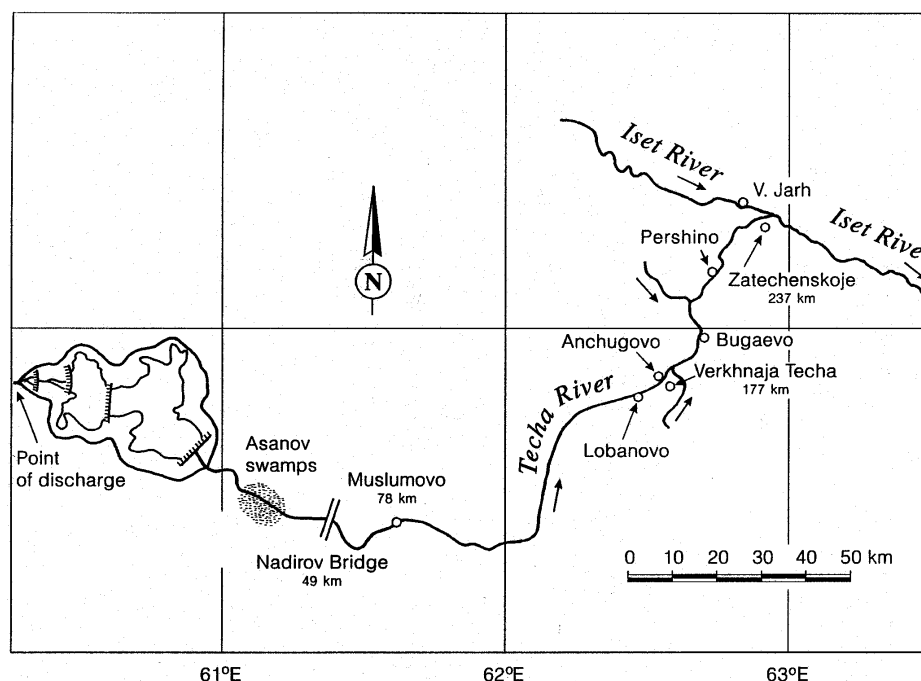 Iset River
V. Jarh
Iset Rive
Pershino
Zatechenskoje
237 km
N
Anchugovo
Bugaevo
Verkhnaja Techa
177 km
Techa River
Lobanovo
Point
of discharge
Asanov
swamps
Muslumovo
78 km
Nadirov Bridge
49 km
0 10 20 30 40 50 km
61ºE 62ºE 63ºE